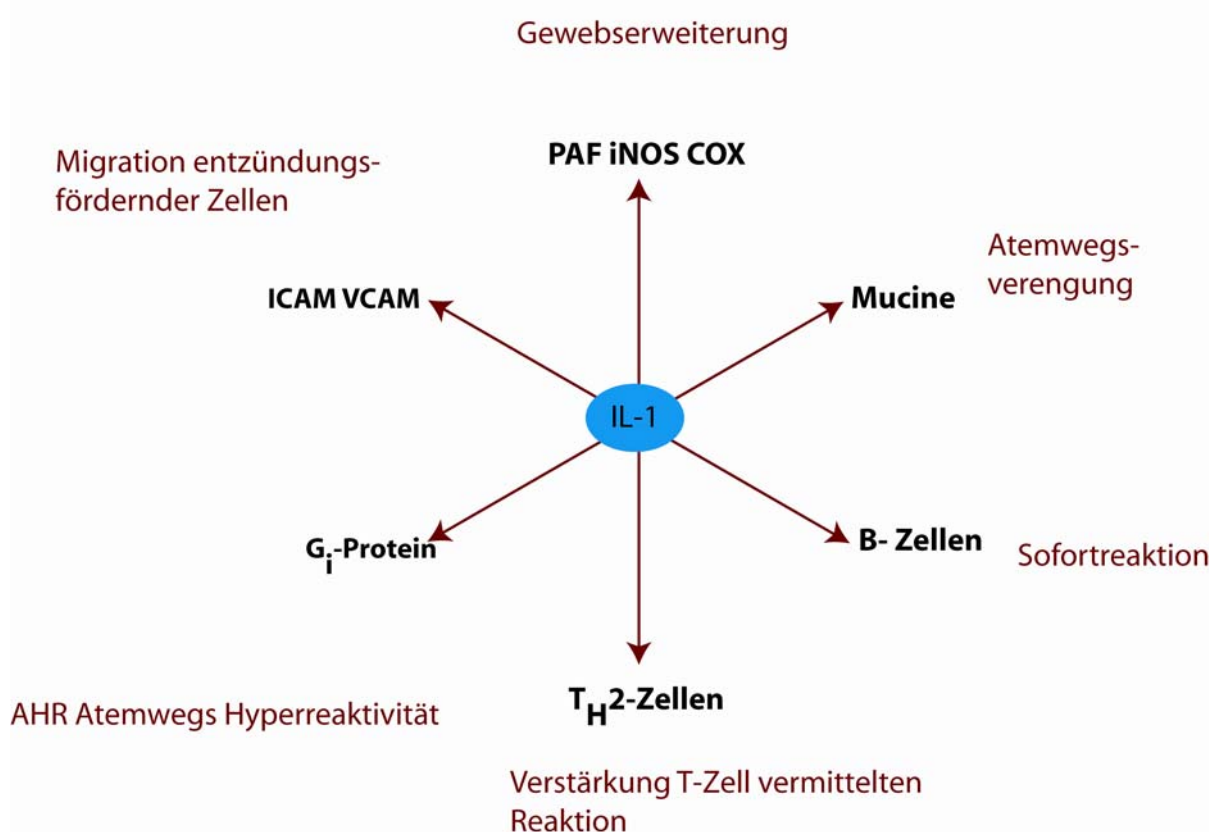 Gewebserweiterung
PAF iNOS COX
Migration entzündungs-
fördernder Zellen
ICAM VCAM
Atemwegs-
verengung
Mucine
IL-1
Gi-Protein
B- Zellen
Sofortreaktion
TH2-Zellen
AHR Atemwegs Hyperreaktivität
Verstärkung T-Zell vermittelten
Reaktion